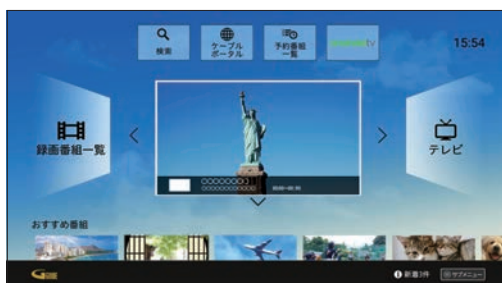 検索
ケーブル
ポータル
予約番組
一覧
tv
15:54
録画番組一覧
テレビ
おすすめ番組
新着3件
サブメニュー